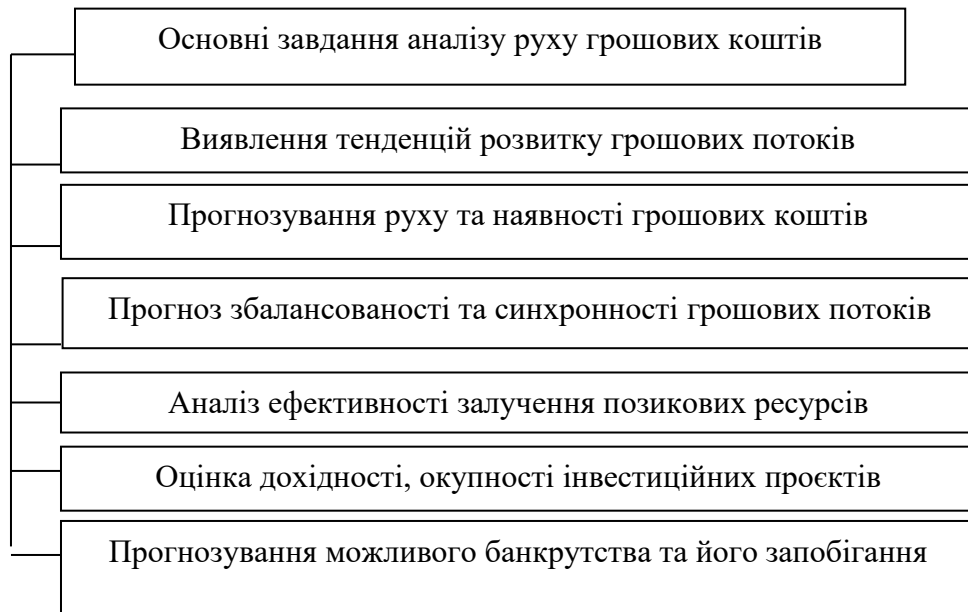 Основні завдання аналізу руху грошових коштів
Виявлення тенденцій розвитку грошових потоків
Прогнозування руху та наявності грошових коштів
Прогноз збалансованості та синхронності грошових потоків
Аналіз ефективності залучення позикових ресурсів
Оцінка дохідності, окупності інвестиційних проєктів
Прогнозування можливого банкрутства та його запобігання